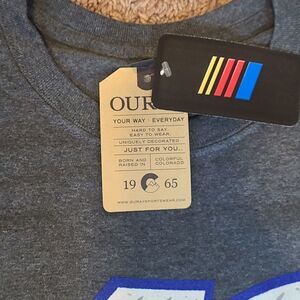 OUR
YOUR WAY · EVERYDAY
HARD TO SAY.
EASY TO WEAR.
UNIQUELY DECORATED
JUST FOR YOU..
BORN AND RAISED IN
COLORFUL COLORADO
19 65
WWW.OURAYSPORTSWEAR.COM